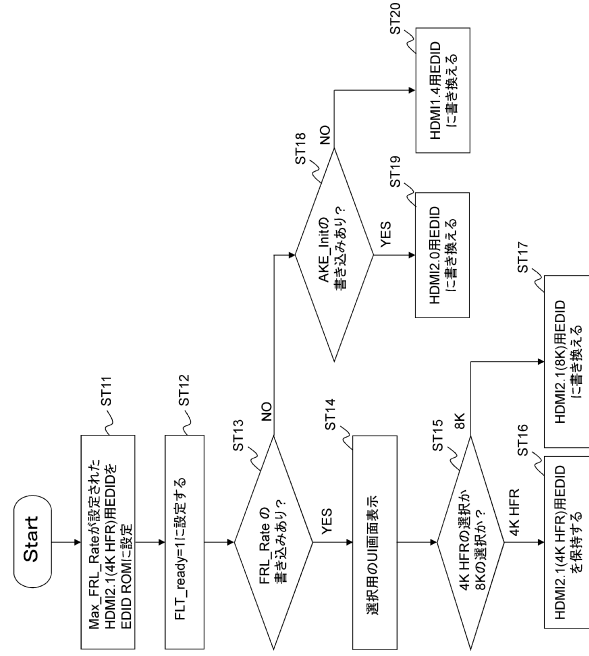 Start
Max_FRL_Rateが設定された
HDMI2.1(4K HFR)用EDIDを
EDID ROMIに設定
ST11
FLT_ready=1に設定する
ST12
FRL_Rateの
書き込みあり？
ST13
NO
YES
選択用のUI画面表示
ST14
4K HFRの選択か
8Kの選択か？
ST15
8K
4K HFR
HDMI2.1(4K HFR)用EDID
を保持する
ST16
HDMI2.1(8K)用EDID
に書き換える
ST17
AKE_Initの
書き込みあり？
ST18
NO
YES
HDMI2.0用EDID
に書き換える
ST19
HDMI1.4用EDID
に書き換える
ST20